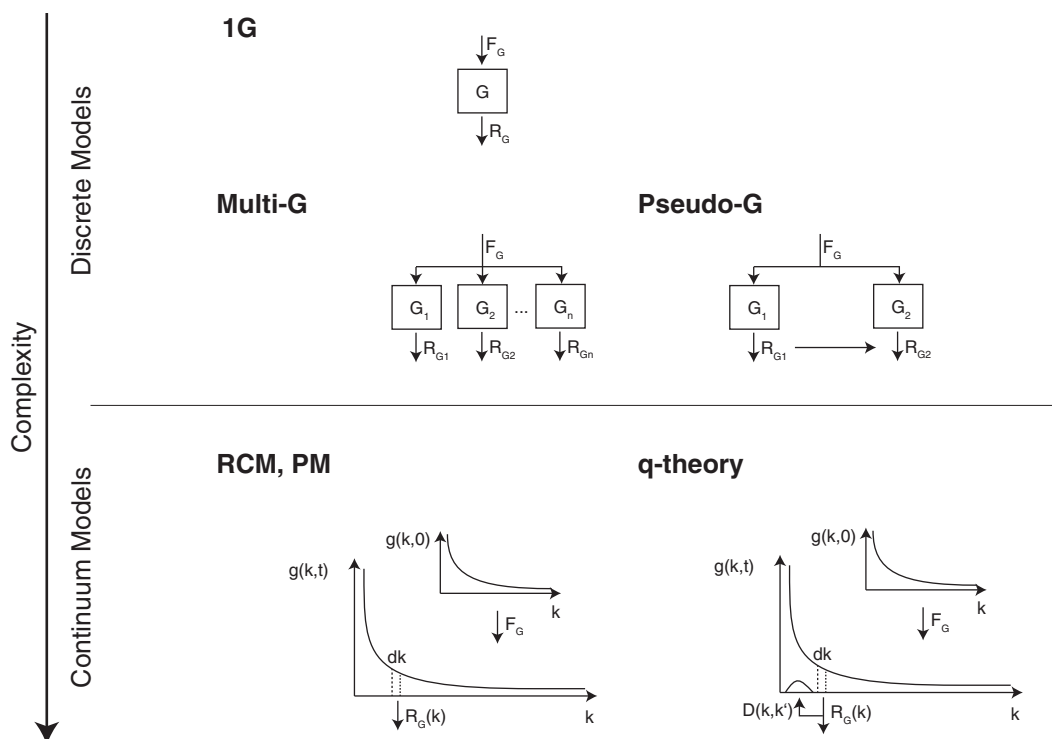 1G
F_G
G
R_G
Discrete Models
Multi-G
F_G
G_1
G_2
...
G_n
R_G1
R_G2
R_Gn
Pseudo-G
F_G
G_1
G_2
R_G1
R_G2
Complexity
Continuum Models
RCM, PM
g(k,t)
g(k,0)
k
F_G
dk
k
R_G(k)
q-theory
g(k,t)
g(k,0)
k
F_G
dk
k
D(k,k‘)
R_G(k)